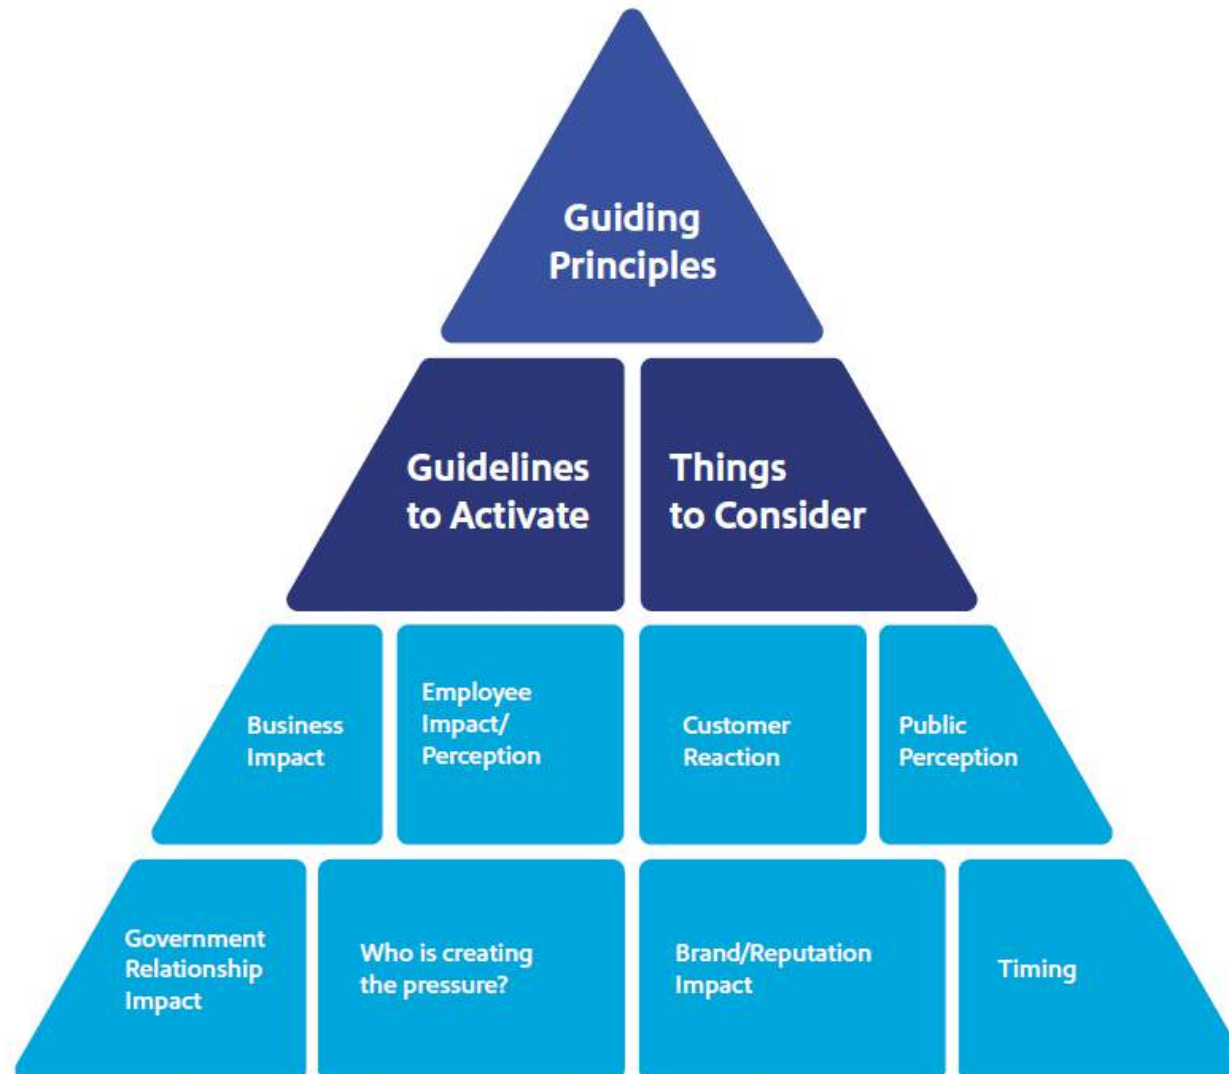 Guiding
Principles
Guidelines
to Activate
Things
to Consider
Business
Impact
Employee
Impact/
Perception
Customer
Reaction
Public
Perception
Government
Relationship
Impact
Who is creating
the pressure?
Brand/Reputation
Impact
Timing